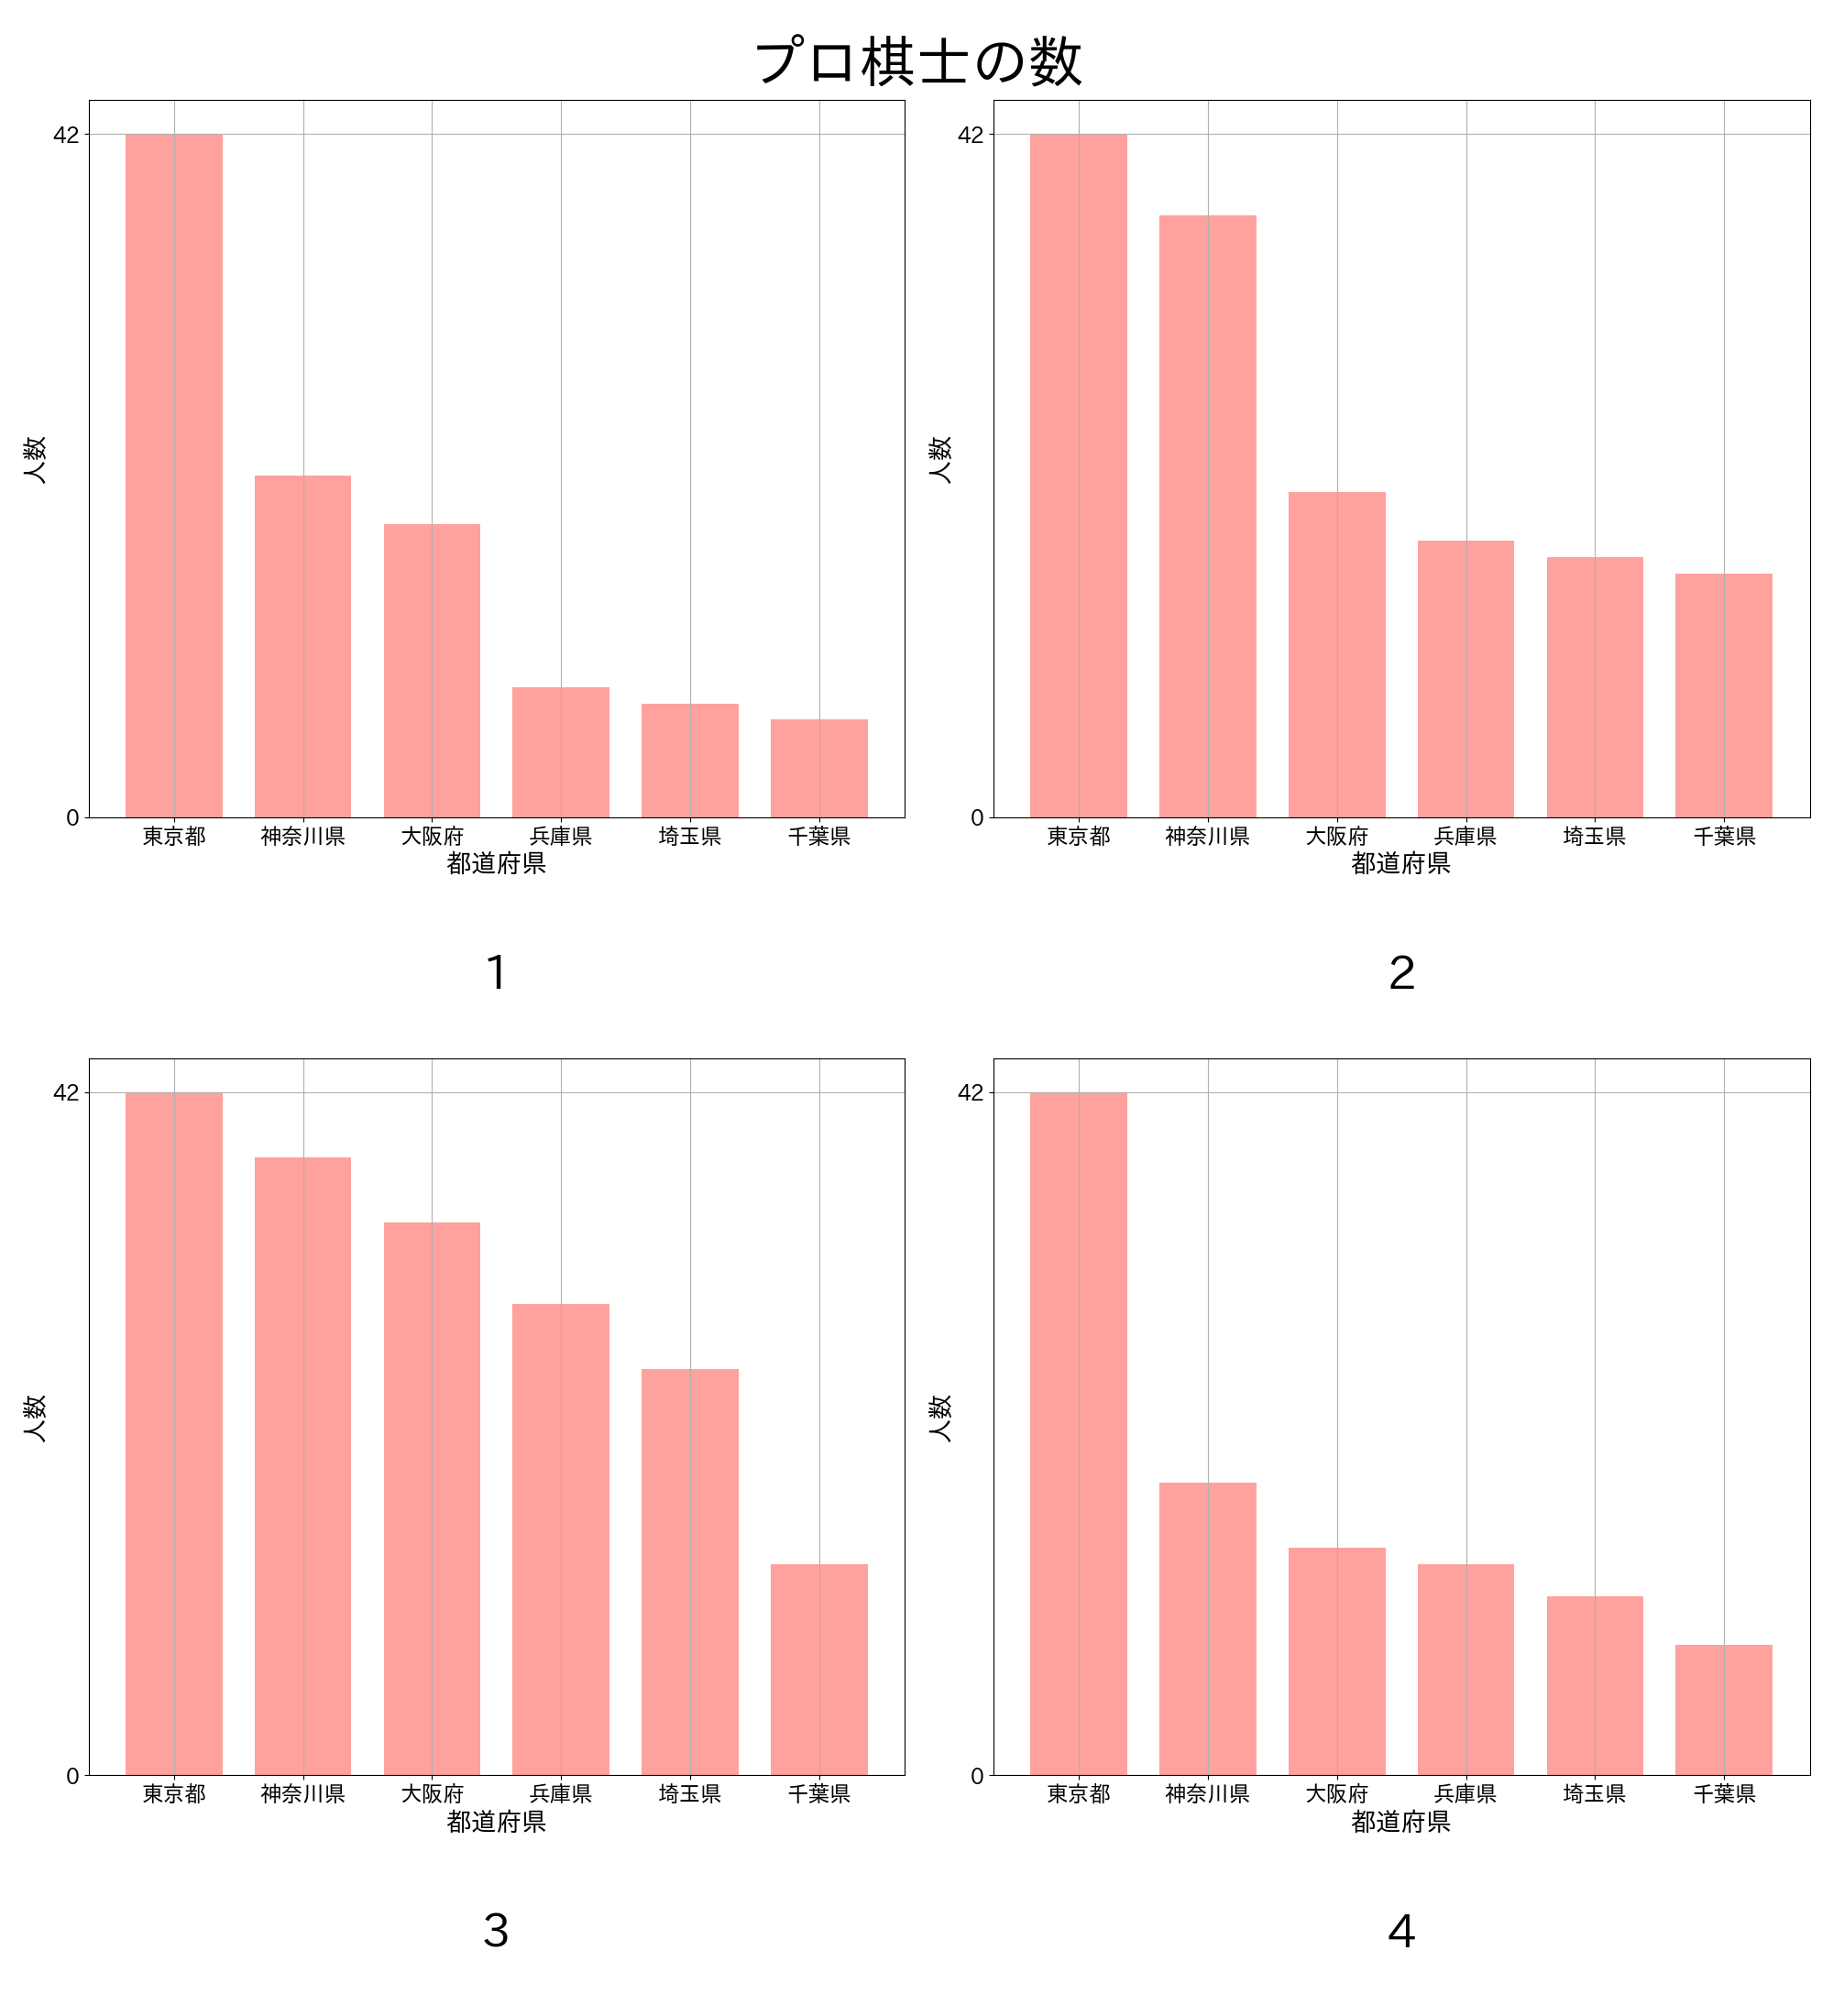 プロ棋士の数
42
0
人数
東京都 神奈川県 大阪府 兵庫県 埼玉県 千葉県
都道府県
1
42
0
人数
東京都 神奈川県 大阪府 兵庫県 埼玉県 千葉県
都道府県
2
42
0
人数
東京都 神奈川県 大阪府 兵庫県 埼玉県 千葉県
都道府県
3
42
0
人数
東京都 神奈川県 大阪府 兵庫県 埼玉県 千葉県
都道府県
4